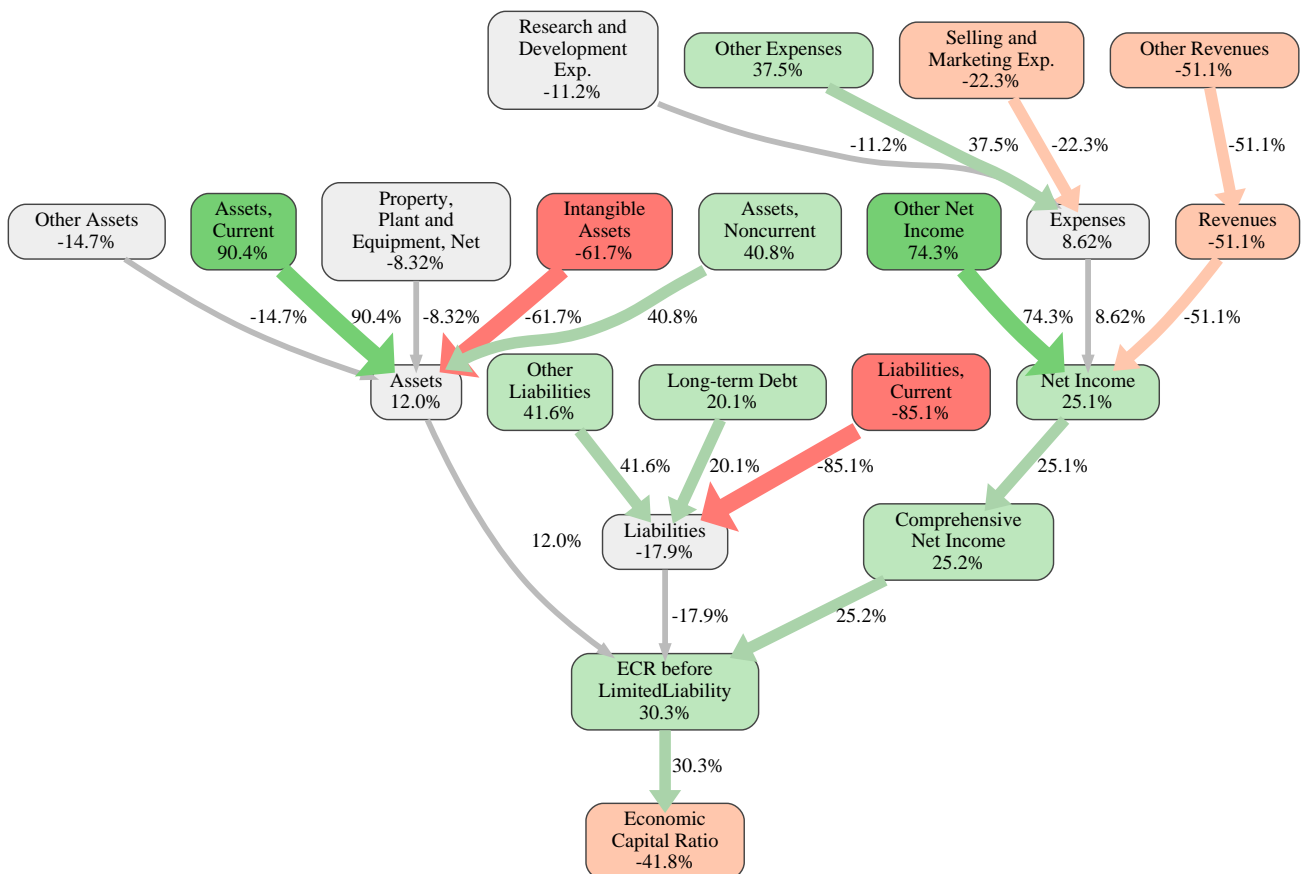 Research and
Development
Exp.
-11.2%
Other Expenses
37.5%
Selling and
Marketing Exp.
-22.3%
Other Revenues
-51.1%
-11.2%
37.5%
-22.3%
-51.1%
Other Assets
-14.7%
Assets,
Current
90.4%
Property,
Plant and
Equipment, Net
-8.32%
Intangible
Assets
-61.7%
Assets,
Noncurrent
40.8%
Other Net
Income
74.3%
Expenses
8.62%
Revenues
-51.1%
-14.7%
90.4%
-8.32%
-61.7%
40.8%
74.3%
8.62%
-51.1%
Assets
12.0%
Other
Liabilities
41.6%
Long-term Debt
20.1%
Liabilities,
Current
-85.1%
Net Income
25.1%
41.6%
20.1%
-85.1%
25.1%
12.0%
Liabilities
-17.9%
Comprehensive
Net Income
25.2%
-17.9%
25.2%
ECR before
LimitedLiability
30.3%
30.3%
Economic
Capital Ratio
-41.8%